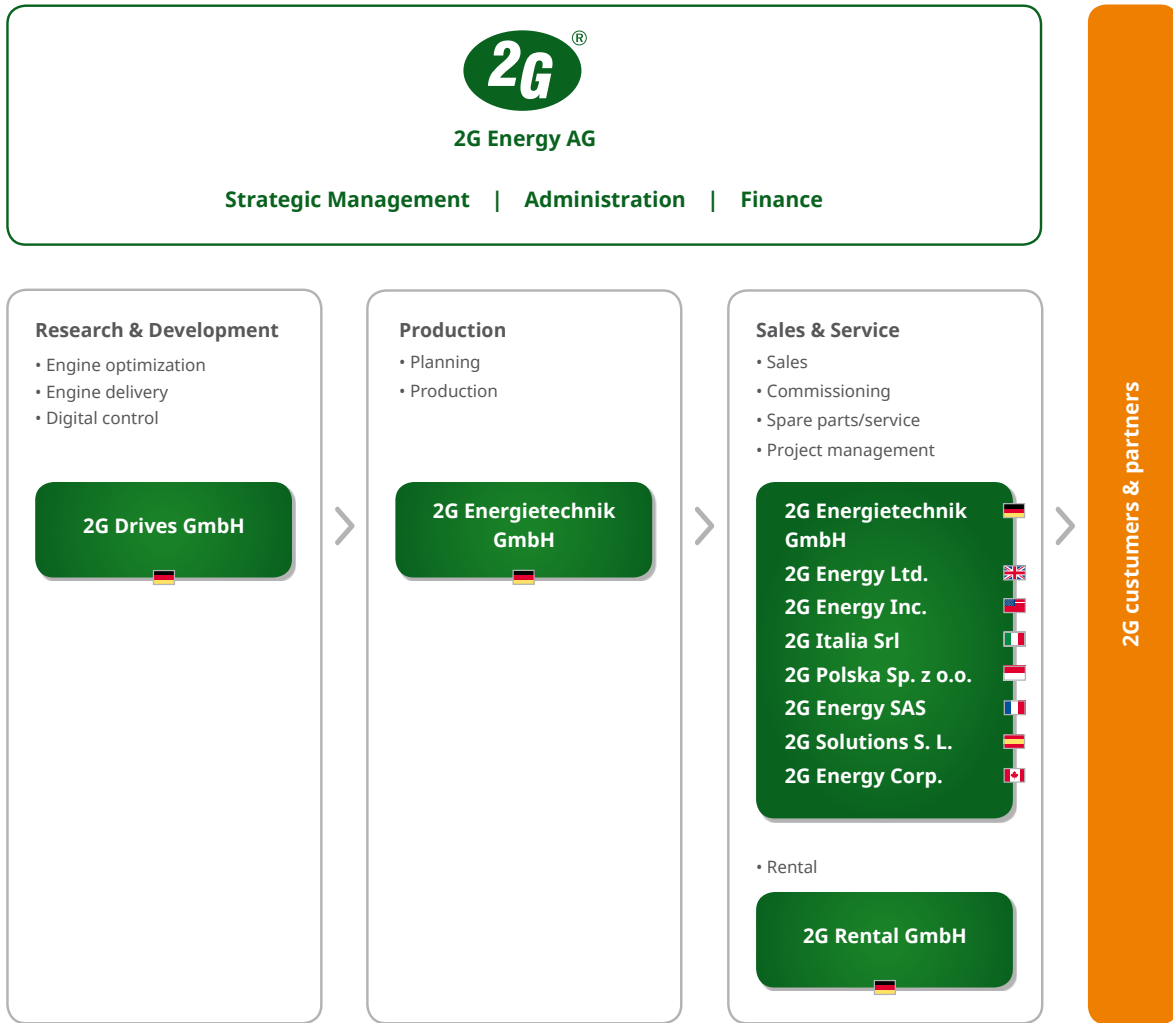 2G ®
2G Energy AG
Strategic Management | Administration | Finance
Research & Development
• Engine optimization
• Engine delivery
• Digital control
2G Drives GmbH
Production
• Planning
• Production
2G Energietechnik
GmbH
Sales & Service
• Sales
• Commissioning
• Spare parts/service
• Project management
2G Energietechnik
GmbH
2G Energy Ltd.
2G Energy Inc.
2G Italia Srl
2G Polska Sp. z o.o.
2G Energy SAS
2G Solutions S. L.
2G Energy Corp.
• Rental
2G Rental GmbH
2G custumers & partners